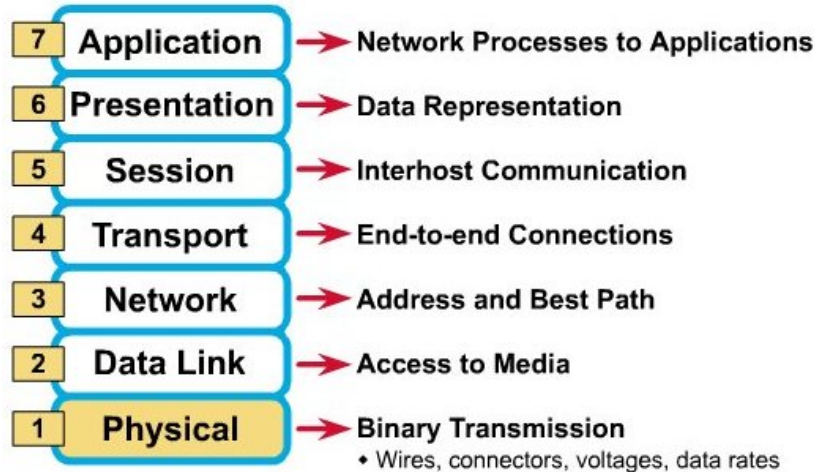 7 Application Network Processes to Applications
6 Presentation Data Representation
5 Session Interhost Communication
4 Transport End-to-end Connections
3 Network Address and Best Path
2 Data Link Access to Media
1 Physical Binary Transmission
• Wires, connectors, voltages, data rates